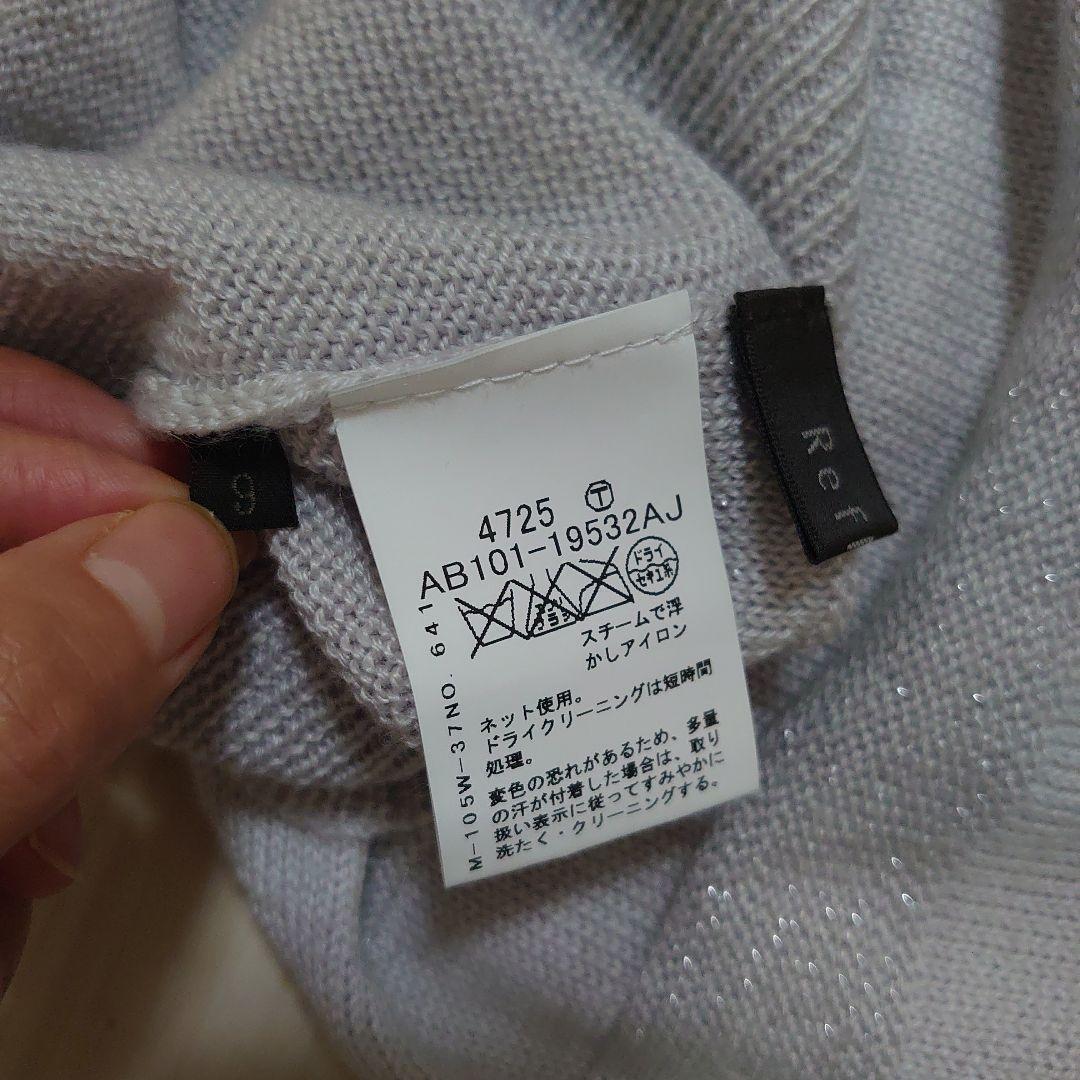 4725 Ⓣ
AB101-19532AJ
ドライ
セキユ系
スチームで浮
かしアイロン
ネット使用。
ドライクリーニングは短時間
処理。
変色の恐れがあるため、多量
の汗が付着した場合は、取り
扱い表示に従ってすみやかに
洗たく・クリーニングする。
M-105W-37NO. 641
9
Ref